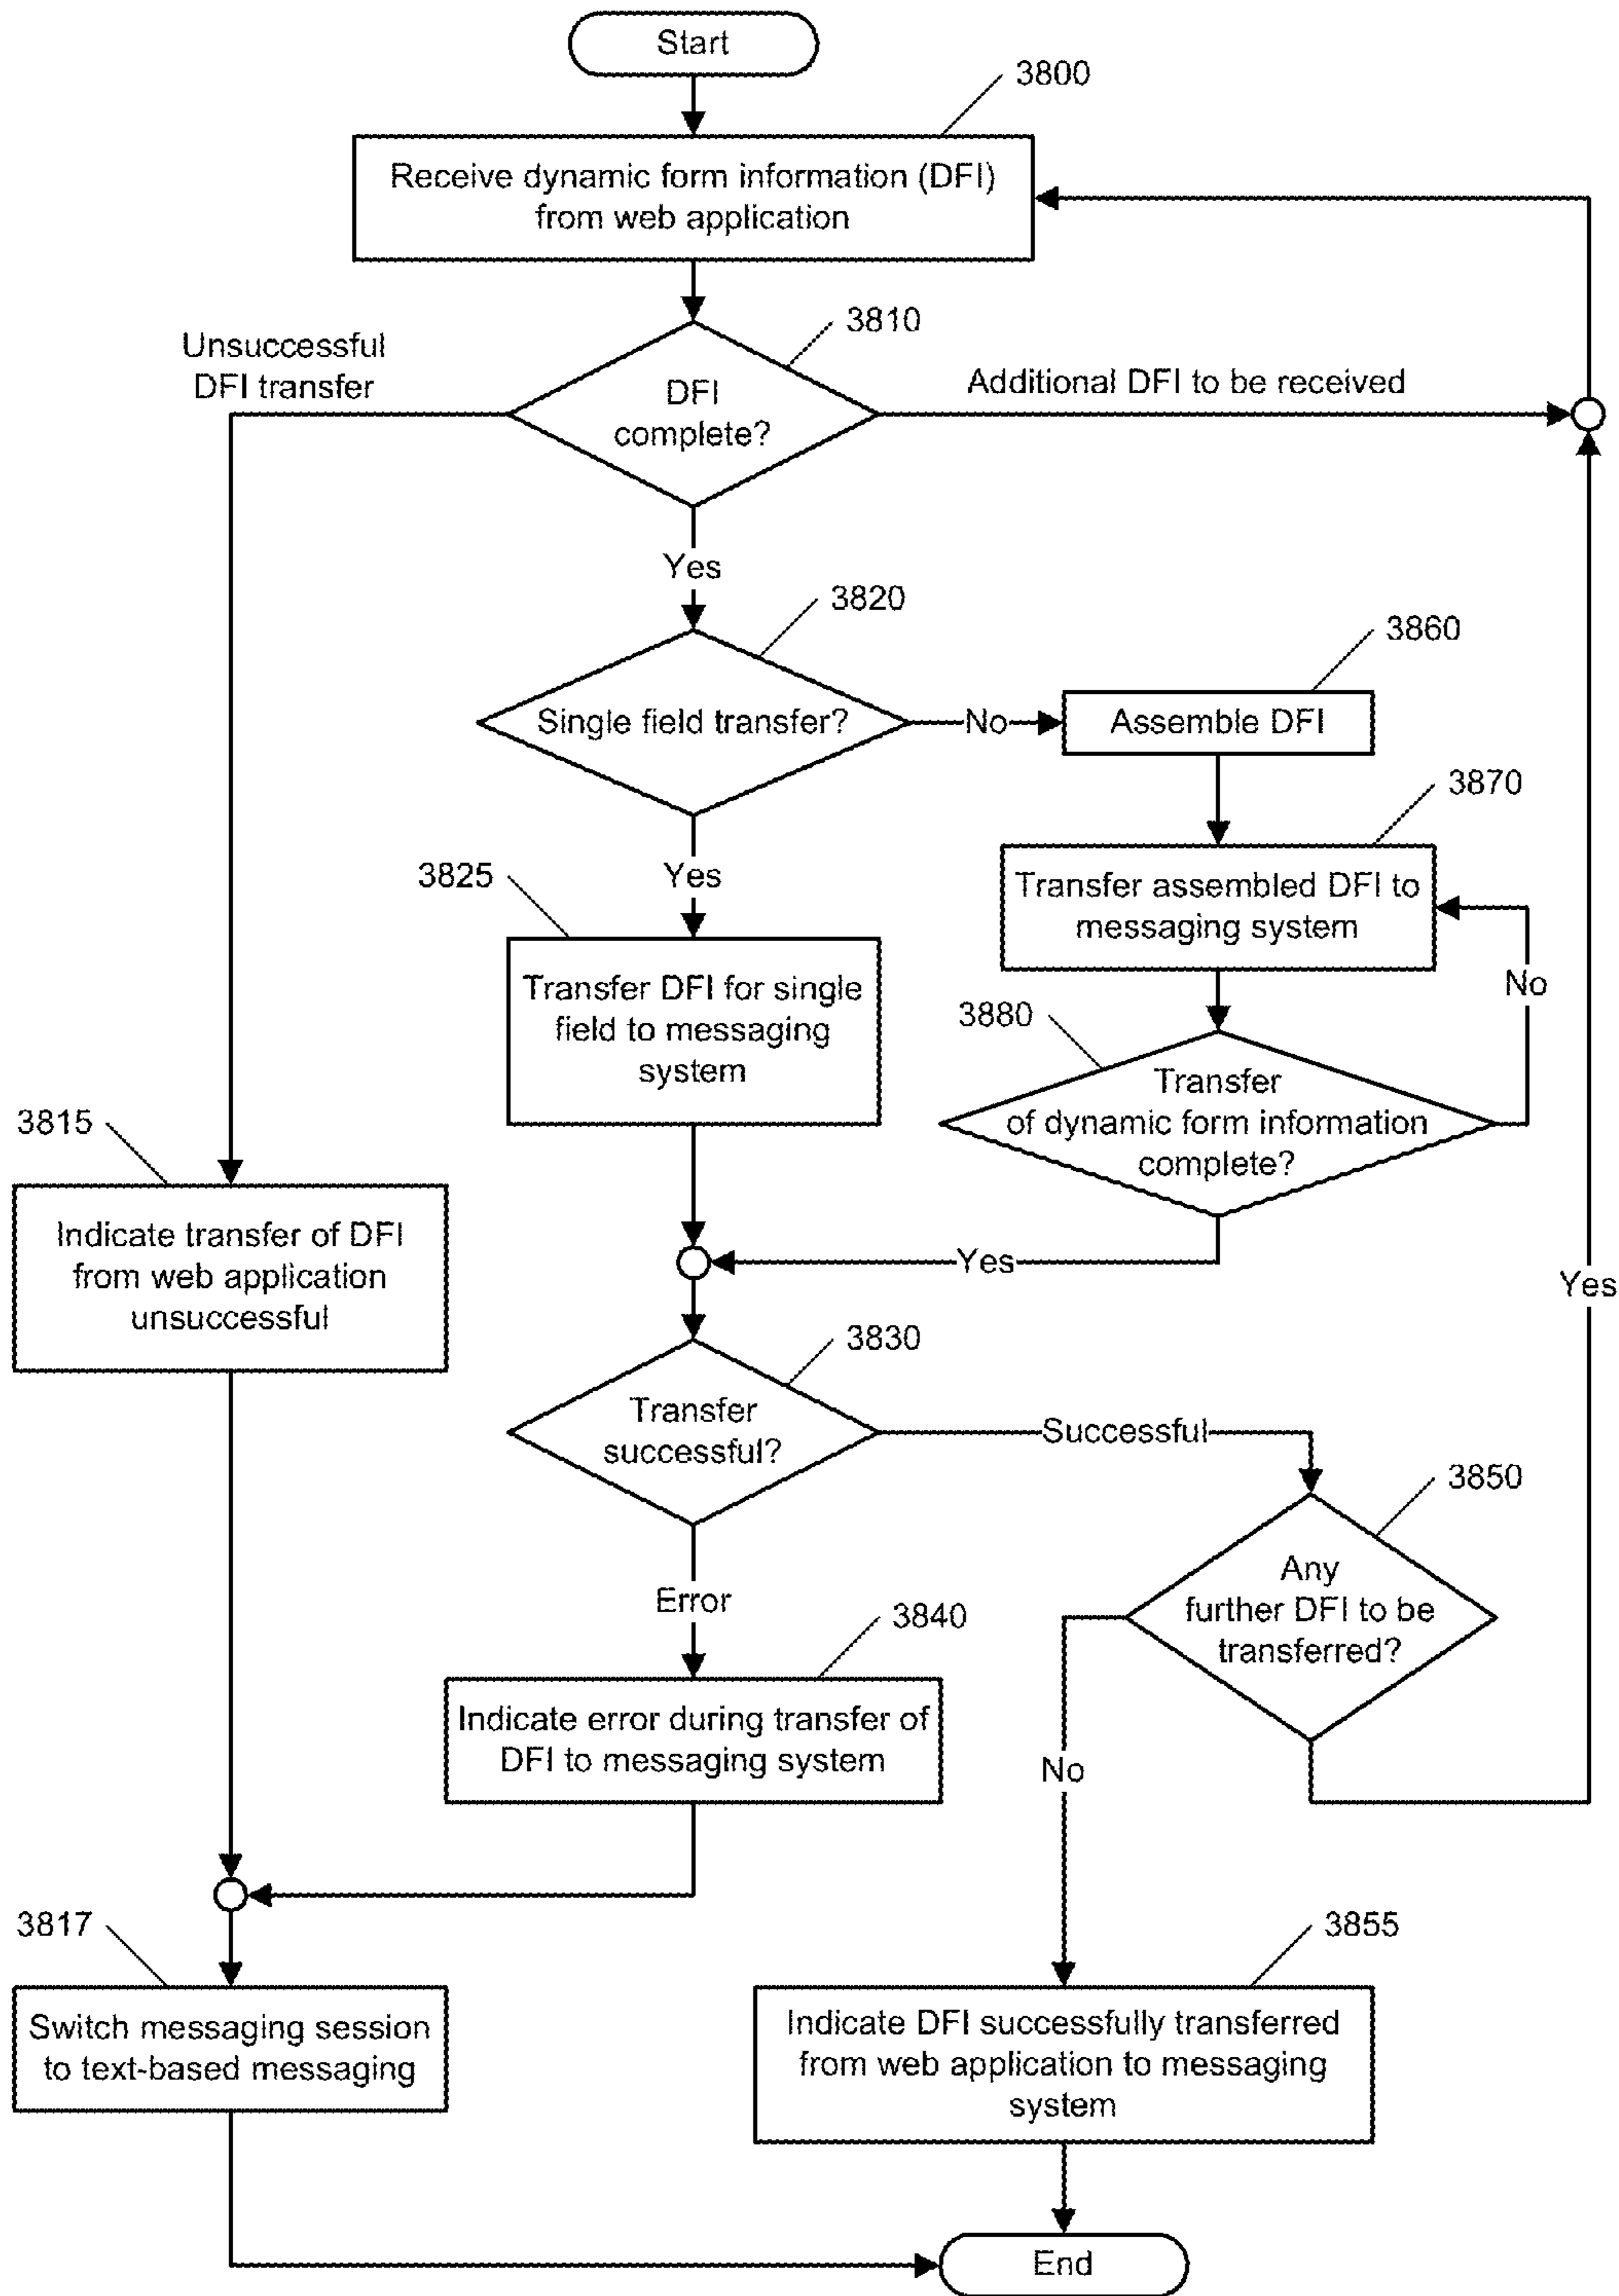 Start
3800
Receive dynamic form information (DFI)
from web application
3810
Unsuccessful
DFI transfer
DFI
complete?
Additional DFI to be received
Yes
3820
3860
Single field transfer?
No
Assemble DFI
3870
Yes
3825
Transfer assembled DFI to
messaging system
No
Transfer DFI for single
field to messaging
system
3880
Transfer
of dynamic form information
complete?
3815
Indicate transfer of DFI
from web application
unsuccessful
Yes
Yes
3830
Transfer
successful?
Successful
3850
Any
further DFI to be
transferred?
Error
3840
Indicate error during transfer of
DFI to messaging system
No
3817
3855
Switch messaging session
to text-based messaging
Indicate DFI successfully transferred
from web application to messaging
system
End